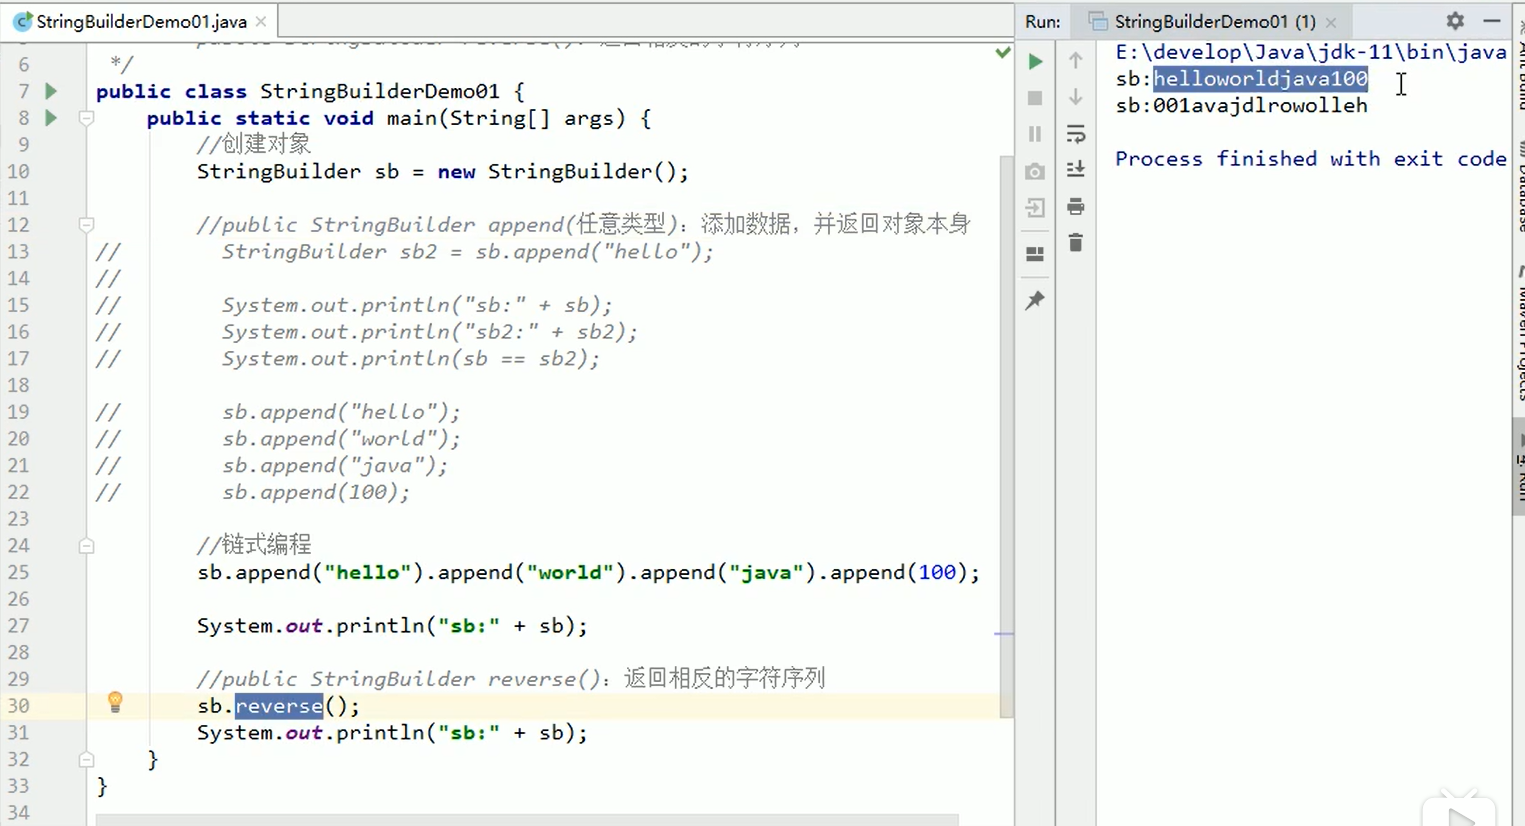 StringBuilderDemo01.java
Run:
StringBuilderDemo01 (1)
6 */
7 public class StringBuilderDemo01 {
8 public static void main(String[] args) {
9 //创建对象
10 StringBuilder sb = new StringBuilder();
11
12 //public StringBuilder append(任意类型)：添加数据，并返回对象本身
13 // StringBuilder sb2 = sb.append("hello");
14 //
15 // System.out.println("sb:" + sb);
16 // System.out.println("sb2:" + sb2);
17 // System.out.println(sb == sb2);
18
19 // sb.append("hello");
20 // sb.append("world");
21 // sb.append("java");
22 // sb.append(100);
23
24 //链式编程
25 sb.append("hello").append("world").append("java").append(100);
26
27 System.out.println("sb:" + sb);
28
29 //public StringBuilder reverse()：返回相反的字符序列
30 sb.reverse();
31 System.out.println("sb:" + sb);
32 }
33 }
34
E:\develop\Java\jdk-11\bin\java
sb:helloworldjava100
sb:001avajdlrowolleh
Process finished with exit code